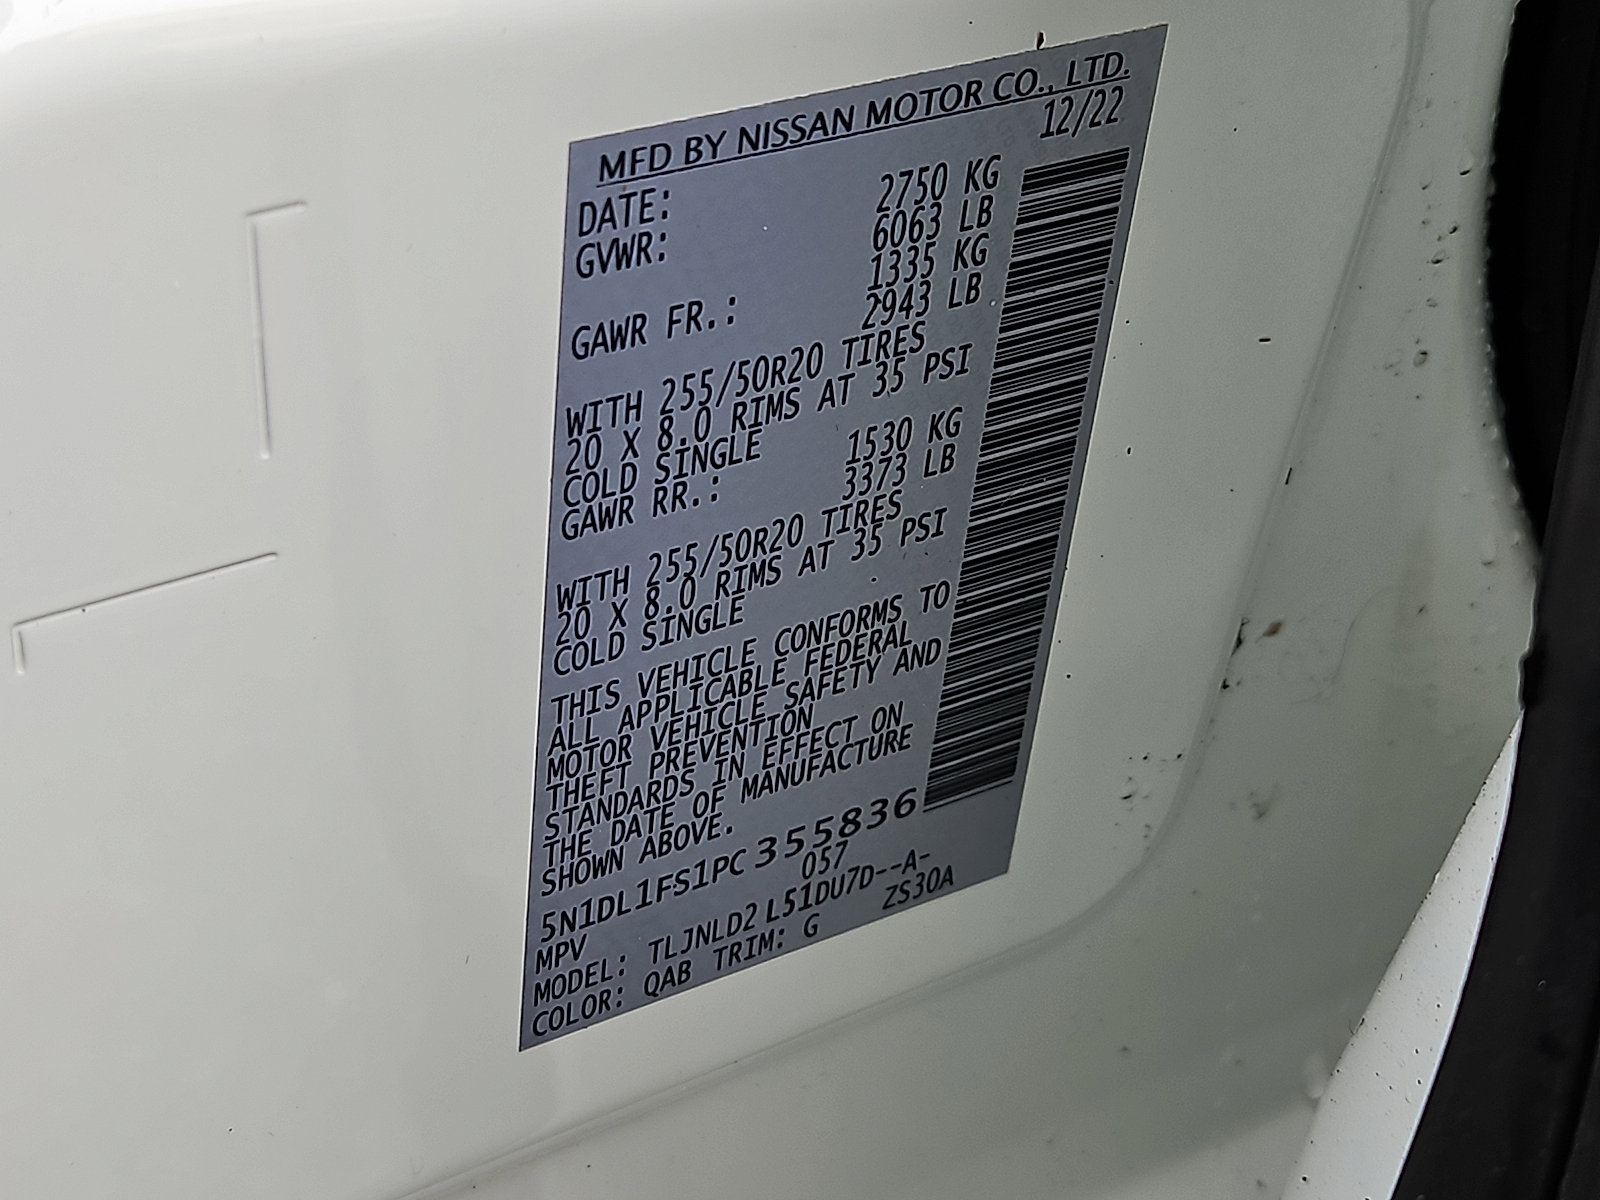 MFD BY NISSAN MOTOR CO., LTD.
DATE: 12/22
GVWR: 2750 KG
6063 LB
GAWR FR.: 1335 KG
2943 LB
WITH 255/50R20 TIRES
20 X 8.0 RIMS AT 35 PSI
COLD SINGLE
GAWR RR.: 1530 KG
3373 LB
WITH 255/50R20 TIRES
20 X 8.0 RIMS AT 35 PSI
COLD SINGLE
THIS VEHICLE CONFORMS TO
ALL APPLICABLE FEDERAL
MOTOR VEHICLE SAFETY AND
THEFT PREVENTION
STANDARDS IN EFFECT ON
THE DATE OF MANUFACTURE
SHOWN ABOVE.
5N1DL1FS1PC355836
MPV 057
MODEL: TLJNLD2 L51DU7D--A-
COLOR: QAB TRIM: G ZS30A